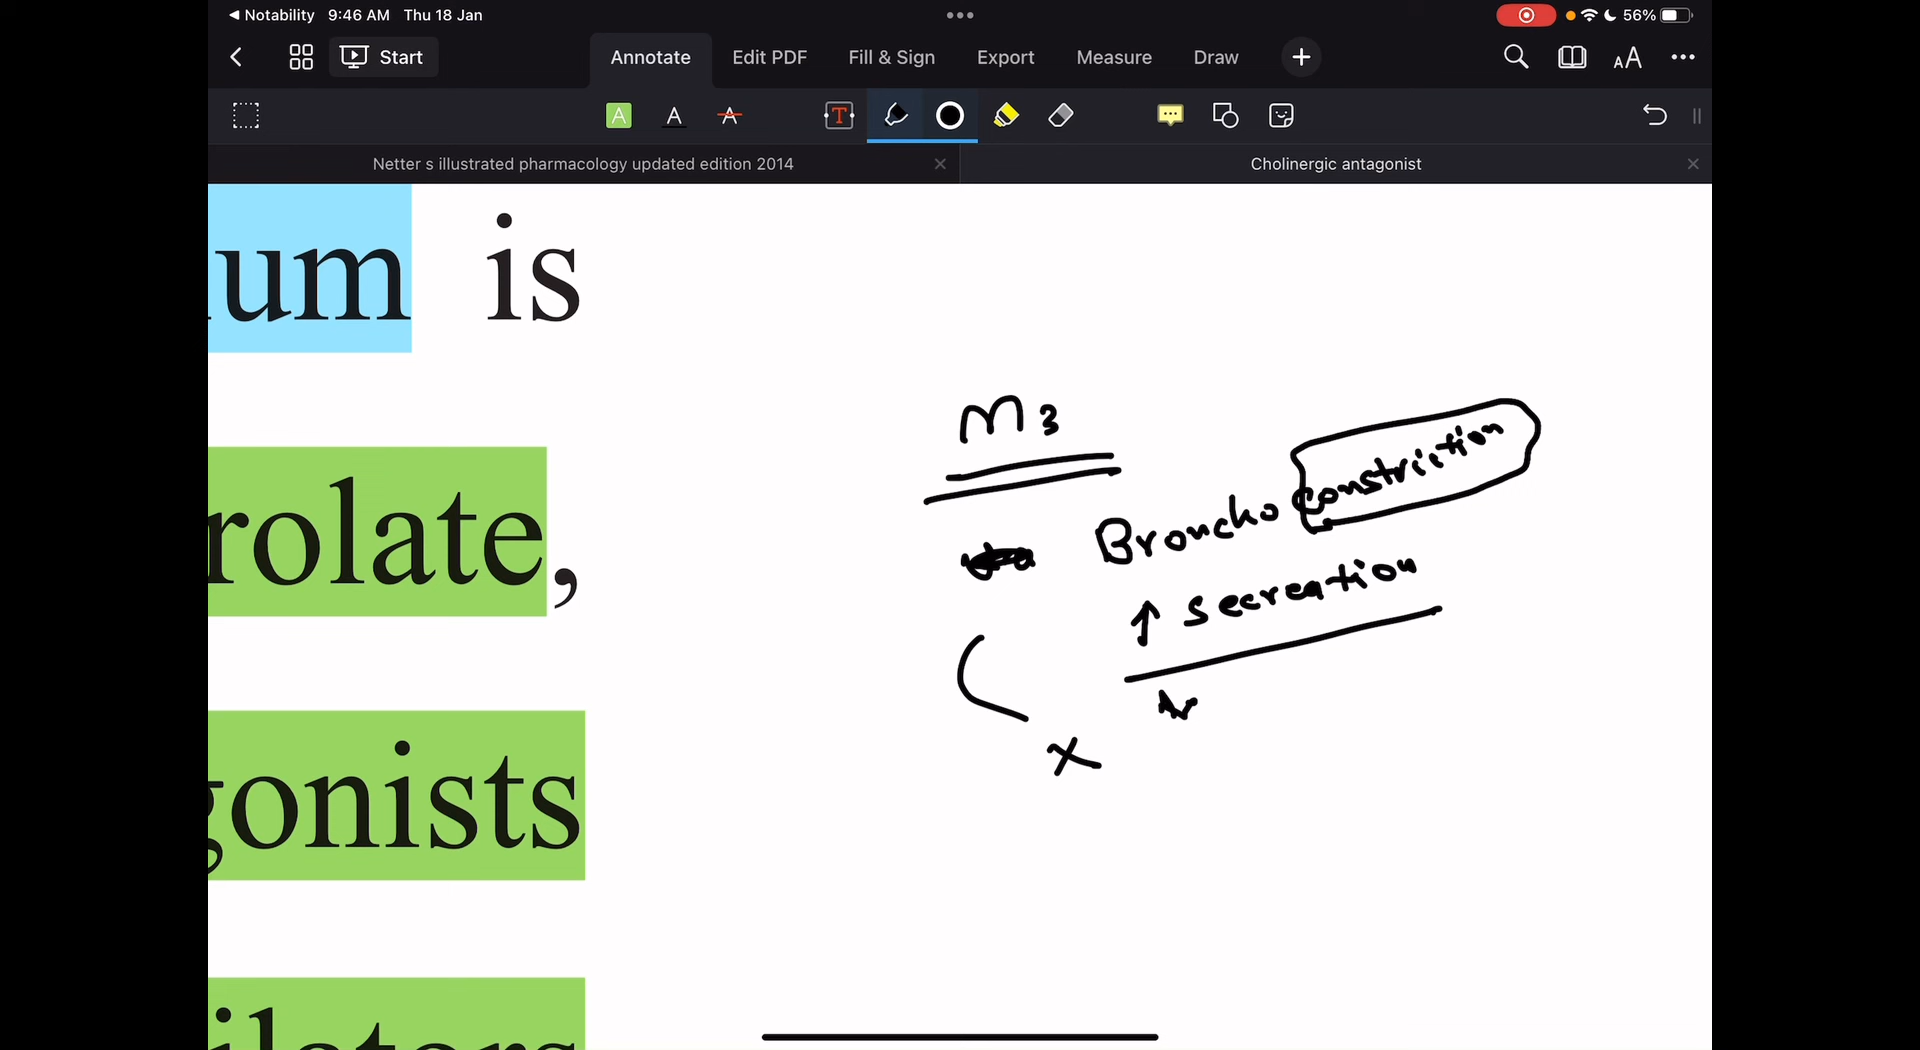 Notability 9:46 AM Thu 18 Jan 56%
Start Annotate Edit PDF Fill & Sign Export Measure Draw
Netter s illustrated pharmacology updated edition 2014 Cholinergic antagonist
um is
rolate,
gonists
M3
Broncho constriction
↑ secreation
x